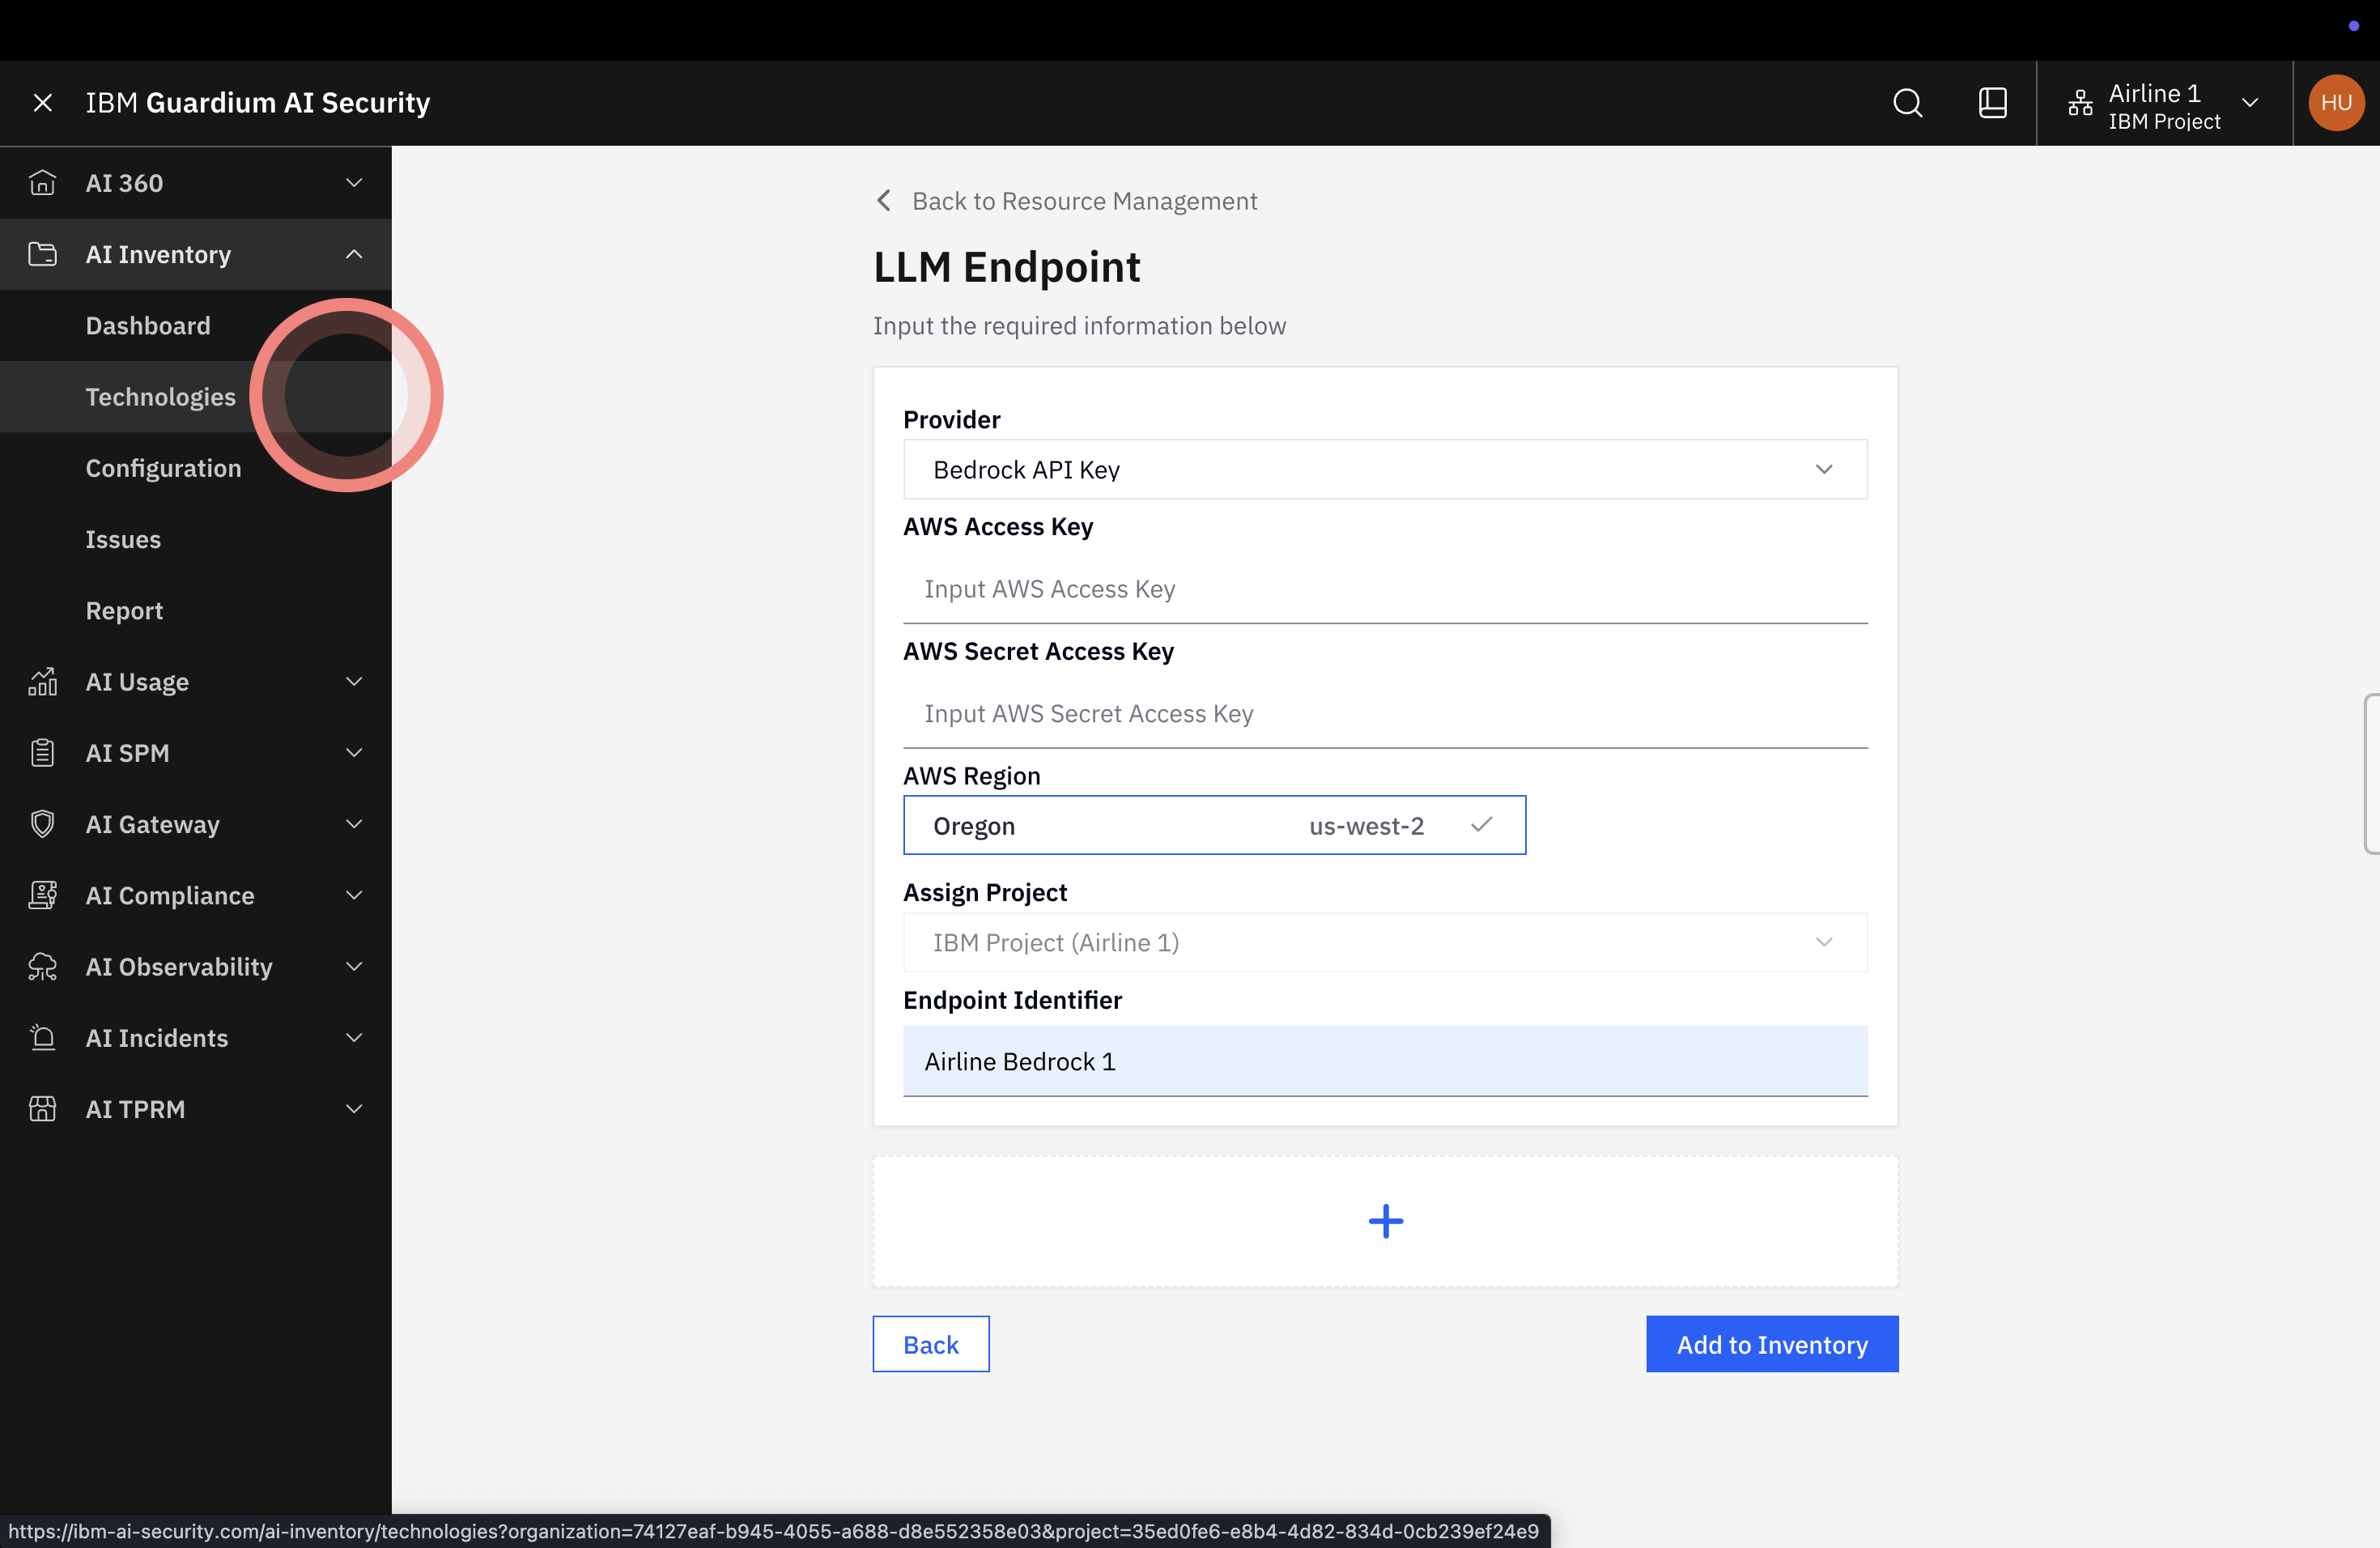 IBM Guardium AI Security
Airline 1
IBM Project
HU
AI 360
AI Inventory
Dashboard
Technologies
Configuration
Issues
Report
AI Usage
AI SPM
AI Gateway
AI Compliance
AI Observability
AI Incidents
AI TPRM
Back to Resource Management
LLM Endpoint
Input the required information below
Provider
Bedrock API Key
AWS Access Key
Input AWS Access Key
AWS Secret Access Key
Input AWS Secret Access Key
AWS Region
Oregon us-west-2
Assign Project
IBM Project (Airline 1)
Endpoint Identifier
Airline Bedrock 1
Back
Add to Inventory
https://ibm-ai-security.com/ai-inventory/technologies?organization=74127eaf-b945-4055-a688-d8e552358e03&project=35ed0fe6-e8b4-4d82-834d-0cb239ef24e9